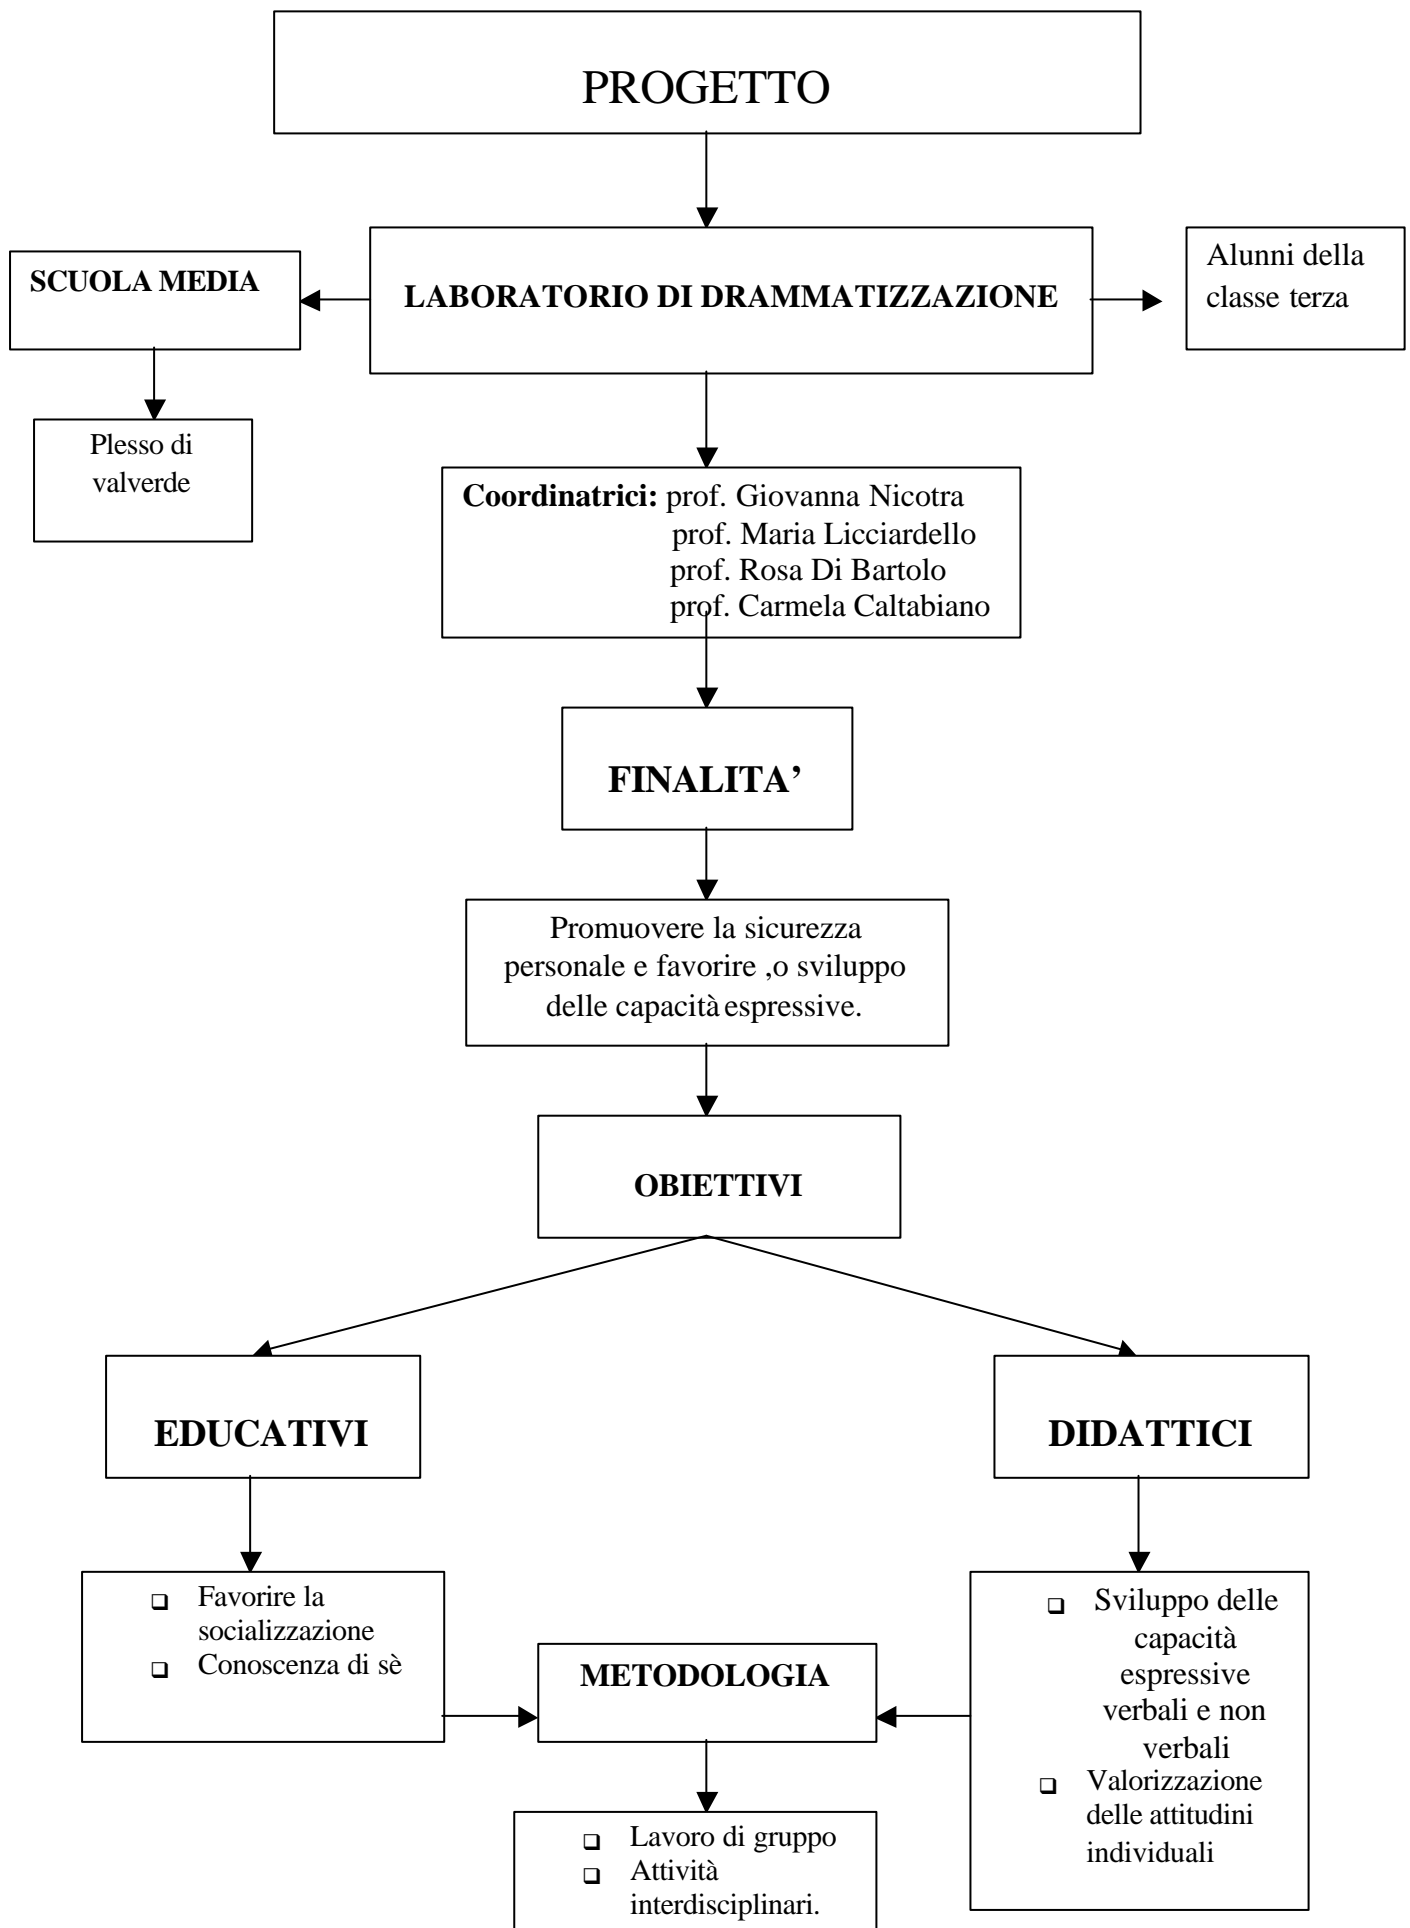 PROGETTO
SCUOLA MEDIA
LABORATORIO DI DRAMMATIZZAZIONE
Alunni della
classe terza
Plesso di
valverde
Coordinatrici: prof. Giovanna Nicotra
prof. Maria Licciardello
prof. Rosa Di Bartolo
prof. Carmela Caltabiano
FINALITA’
Promuovere la sicurezza
personale e favorire ,o sviluppo
delle capacità espressive.
OBIETTIVI
EDUCATIVI
DIDATTICI
❑ Favorire la
socializzazione
❑ Conoscenza di sè
METODOLOGIA
❑ Sviluppo delle
capacità
espressive
verbali e non
verbali
❑ Valorizzazione
delle attitudini
individuali
❑ Lavoro di gruppo
❑ Attività
interdisciplinari.